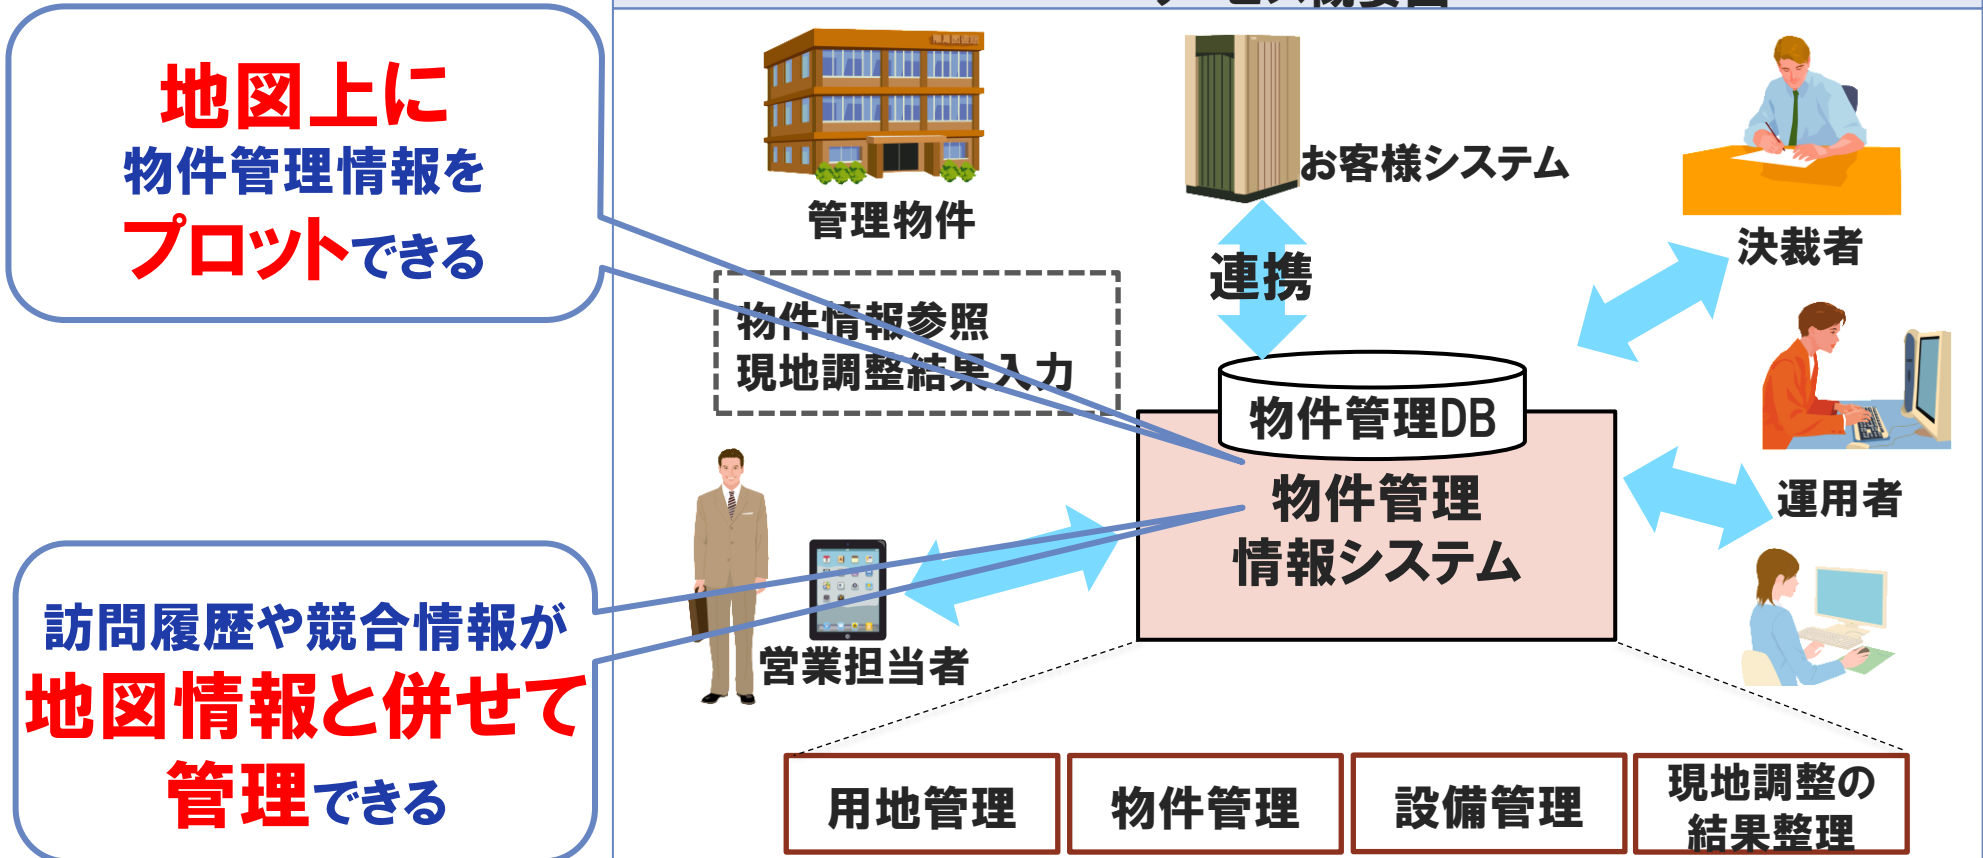 地図上に
物件管理情報を
プロットできる
訪問履歴や競合情報が
地図情報と併せて
管理できる
管理物件
お客様システム
連携
決裁者
物件情報参照
現地調整結果入力
物件管理DB
物件管理
情報システム
運用者
営業担当者
用地管理
物件管理
設備管理
現地調整の
結果整理